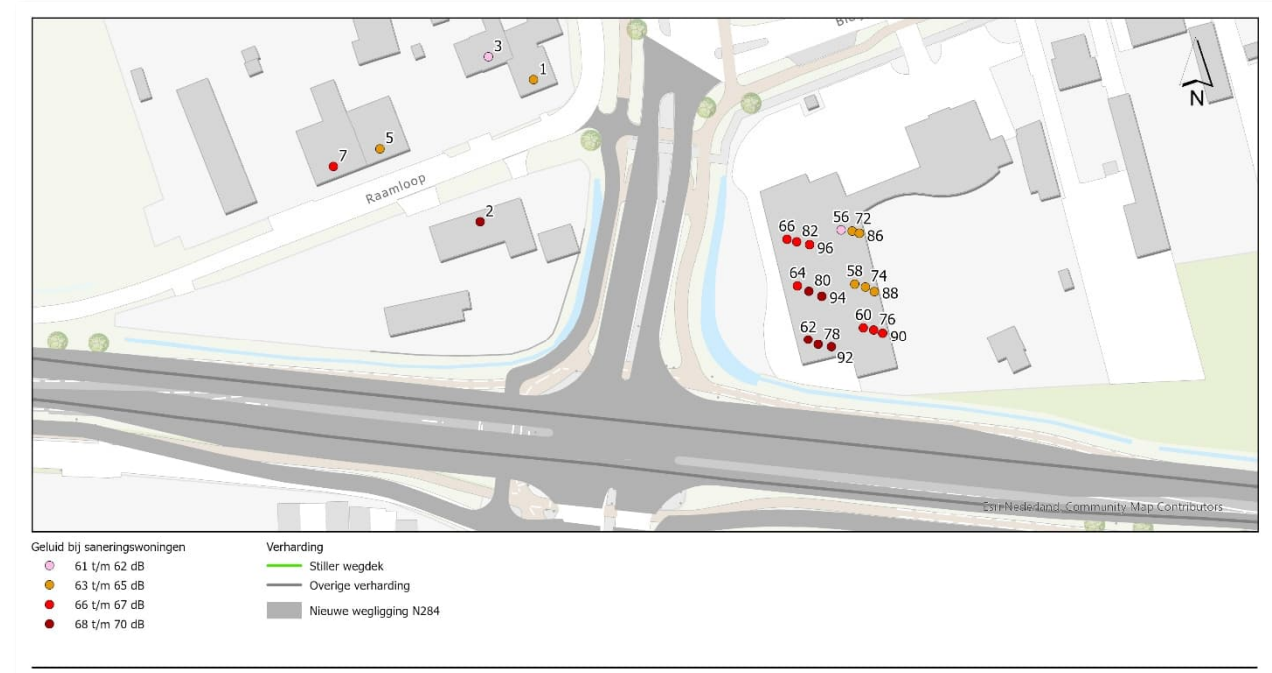 3
1
N
5
7
Raamloop
2
56 72
66 82 86
96
64 80 58 74
94 88
60 76
62 78 90
92
Esri Nederland, Community Map Contributors
Geluid bij saneringswoningen
61 t/m 62 dB
63 t/m 65 dB
66 t/m 67 dB
68 t/m 70 dB
Verharding
Stiller wegdek
Overige verharding
Nieuwe wegligging N284